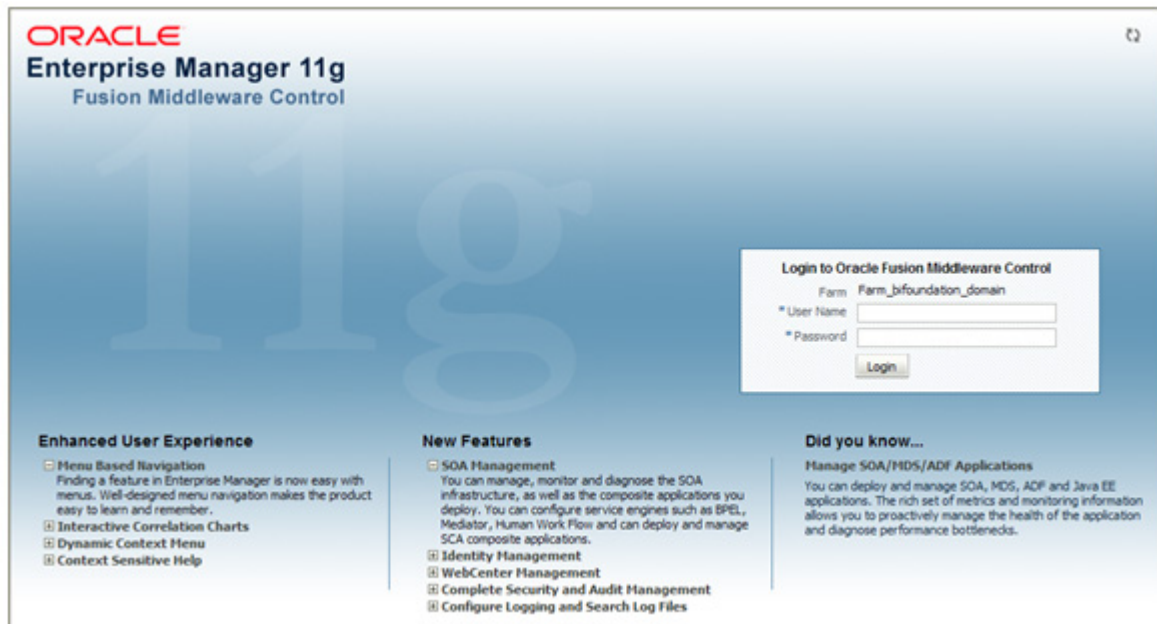 ORACLE
Enterprise Manager 11g
Fusion Middleware Control
11g
Login to Oracle Fusion Middleware Control
Farm Farm_bifoundation_domain
* User Name
* Password
Login
Enhanced User Experience
Menu Based Navigation
Finding a feature in Enterprise Manager is now easy with
menus. Well-designed menu navigation makes the product
easy to learn and remember.
Interactive Correlation Charts
Dynamic Context Menu
Context Sensitive Help
New Features
SOA Management
You can manage, monitor and diagnose the SOA
infrastructure, as well as the composite applications you
deploy. You can configure service engines such as BPEL,
Mediator, Human Work Flow and can deploy and manage
SCA composite applications.
Identity Management
WebCenter Management
Complete Security and Audit Management
Configure Logging and Search Log Files
Did you know...
Manage SOA/MDS/ADF Applications
You can deploy and manage SOA, MDS, ADF and Java EE
applications. The rich set of metrics and monitoring information
allows you to proactively manage the health of the application
and diagnose performance bottlenecks.